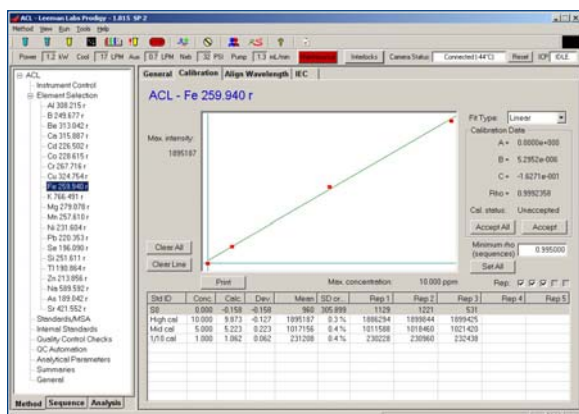 ACL - Leeman Labs Prodigy - 1.815 SP 2
Method View Run Tools Help
Power 1.2 kW Cool 17 LPM Aux 0.7 LPM Neb 32 PSI Pump 1.3 mL/min Interlocks Camera Status Connected (-44°C) Reset ICP IDLE
General Calibration Align Wavelength IEC
ACL
Instrument Control
Element Selection
Al 308.215 r
B 249.677 r
Be 313.042 r
Ca 315.887 r
Cd 226.502 r
Co 228.615 r
Cr 267.716 r
Cu 324.754 r
Fe 259.940 r
K 766.491 r
Mg 279.078 r
Mn 257.610 r
Ni 231.604 r
Pb 220.353 r
Se 196.090 r
Si 251.611 r
Tl 190.864 r
Zn 213.856 r
Na 589.592 r
As 189.042 r
Sr 421.552 r
Standards/MSA
Internal Standards
Quality Control Checks
QC Automation
Analytical Parameters
Summaries
General
Method Sequence Analysis
ACL - Fe 259.940 r
Max. intensity:
1895187
Clear All
Clear Line
Print
Max. concentration: 10.000 ppm
Fit Type: Linear
Calibration Data
A = 0.0000e+000
B = 5.2952e-006
C = -1.6271e-001
Rho = 0.9992358
Cal. status: Unaccepted
Accept All Accept
Minimum rho (sequences) 0.995000
Set All
Rep:
Std ID Conc. Calc. Dev Mean SD or... Rep 1 Rep 2 Rep 3 Rep 4 Rep 5
S0 0.000 -0.158 -0.158 960 305.899 1129 1221 531
High cal 10.000 9.873 -0.127 1895187 0.3 % 1886294 1899844 1899425
Mid cal 5.000 5.223 0.223 1017156 0.4 % 1011588 1018460 1021420
1/10 cal 1.000 1.062 0.062 231208 0.4 % 230228 230960 232438